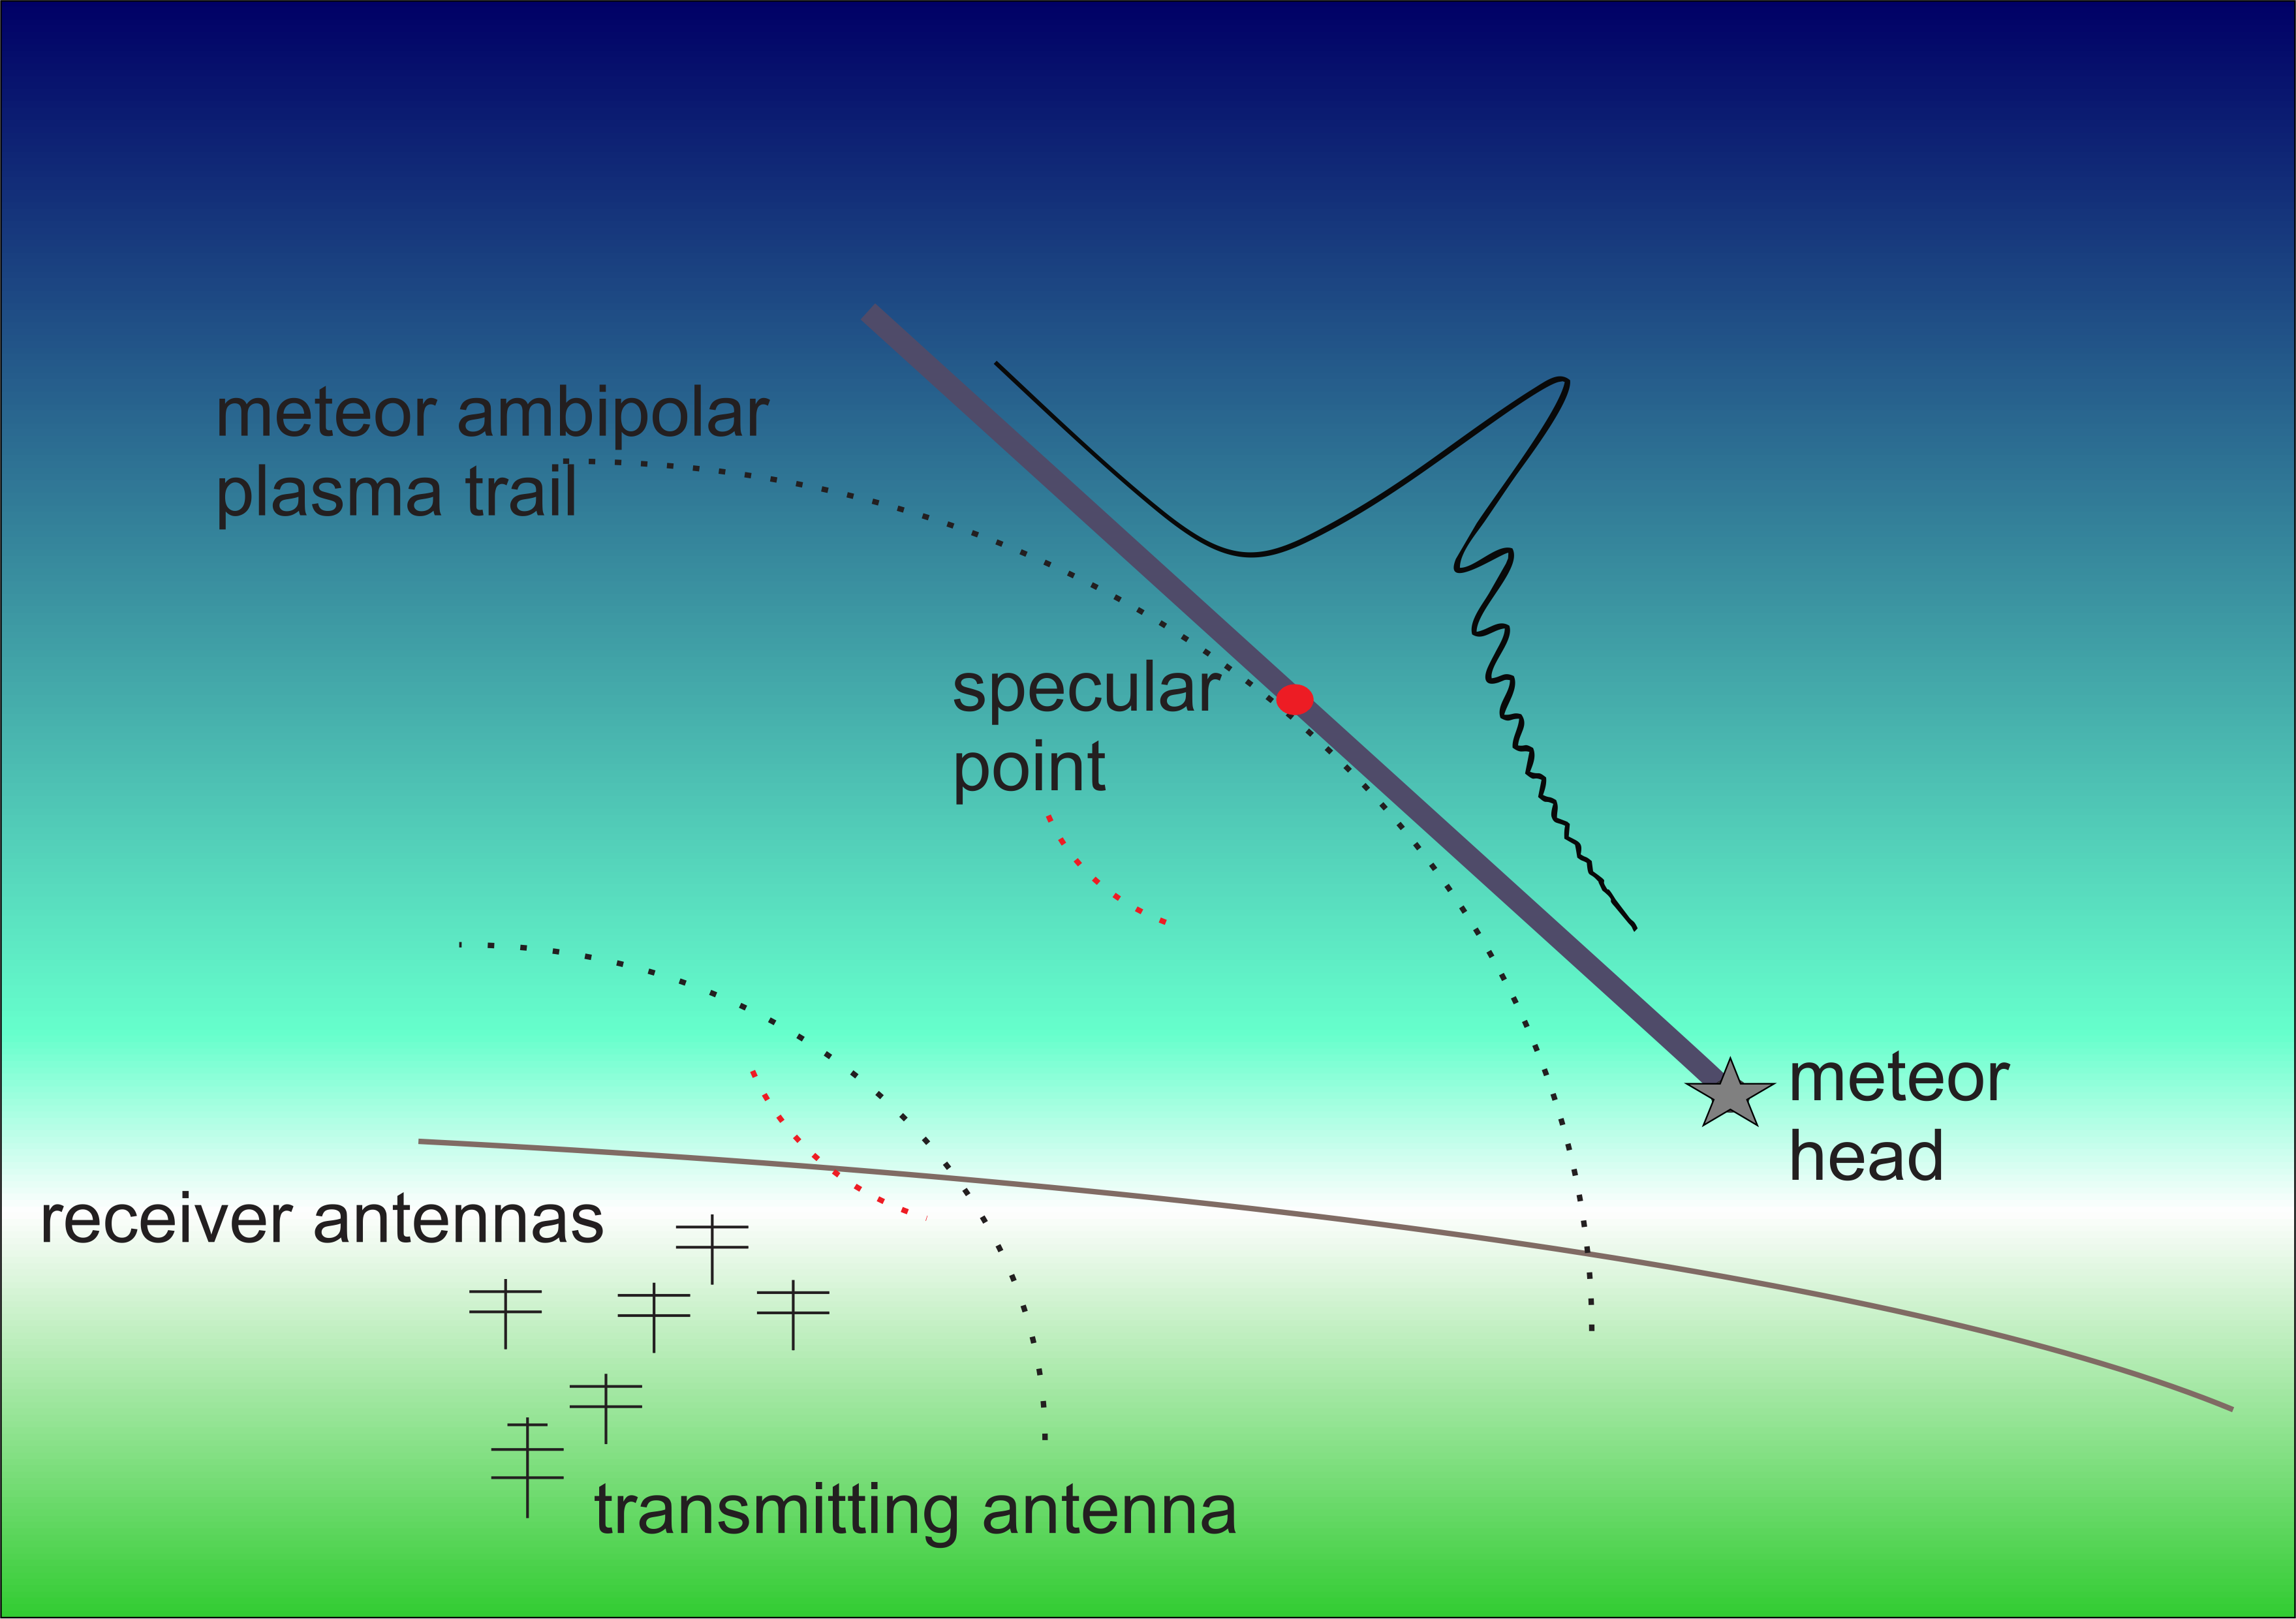 meteor ambipolar
plasma trail
specular
point
meteor
head
receiver antennas
transmitting antenna